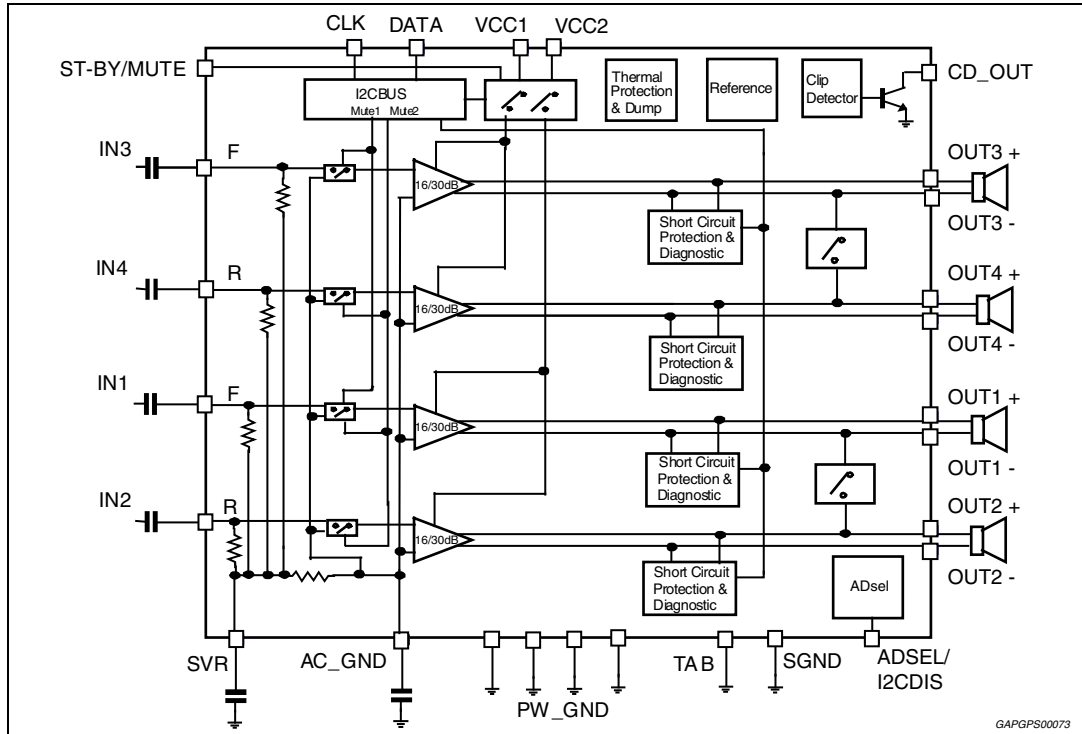 CLK
DATA
VCC1
VCC2
ST-BY/MUTE
I2CBUS
Mute1 Mute2
Thermal
Protection
& Dump
Reference
Clip
Detector
CD_OUT
IN3
F
16/30dB
OUT3 +
Short Circuit
Protection &
Diagnostic
OUT3 -
IN4
R
16/30dB
OUT4 +
Short Circuit
Protection &
Diagnostic
OUT4 -
IN1
F
16/30dB
OUT1 +
Short Circuit
Protection &
Diagnostic
OUT1 -
IN2
R
16/30dB
OUT2 +
Short Circuit
Protection &
Diagnostic
OUT2 -
ADsel
SVR
AC_GND
PW_GND
TAB
SGND
ADSEL/
I2CDIS
GAPGPS00073